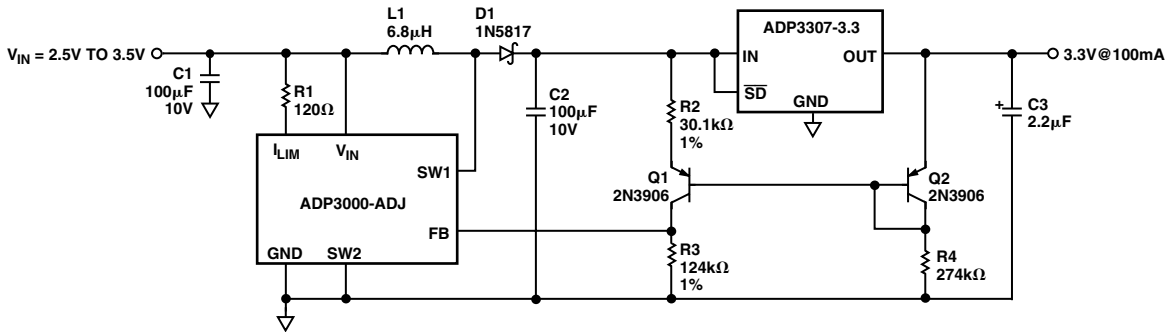 L1
6.8μH
D1
1N5817
ADP3307-3.3
V_IN = 2.5V TO 3.5V
IN
OUT
3.3V@100mA
C1
100μF
10V
R1
120Ω
C2
100μF
10V
R2
30.1kΩ
1%
SD
GND
+
C3
2.2μF
I_LIM
V_IN
SW1
Q1
2N3906
Q2
2N3906
ADP3000-ADJ
FB
GND
SW2
R3
124kΩ
1%
R4
274kΩ